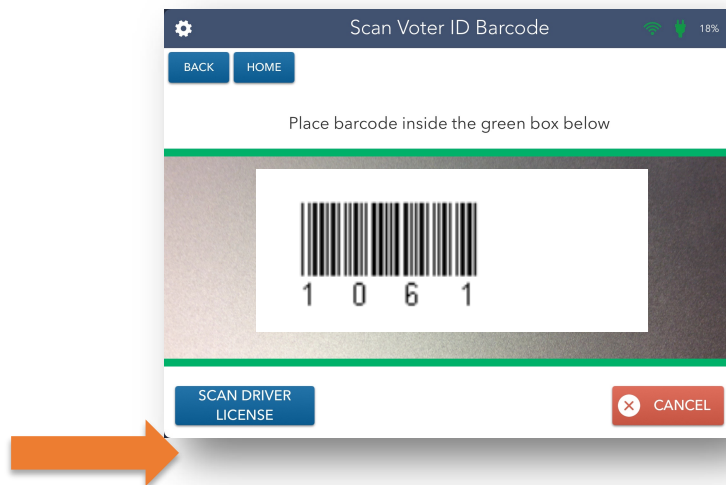 Scan Voter ID Barcode
18%
BACK
HOME
Place barcode inside the green box below
1 0 6 1
SCAN DRIVER
LICENSE
CANCEL